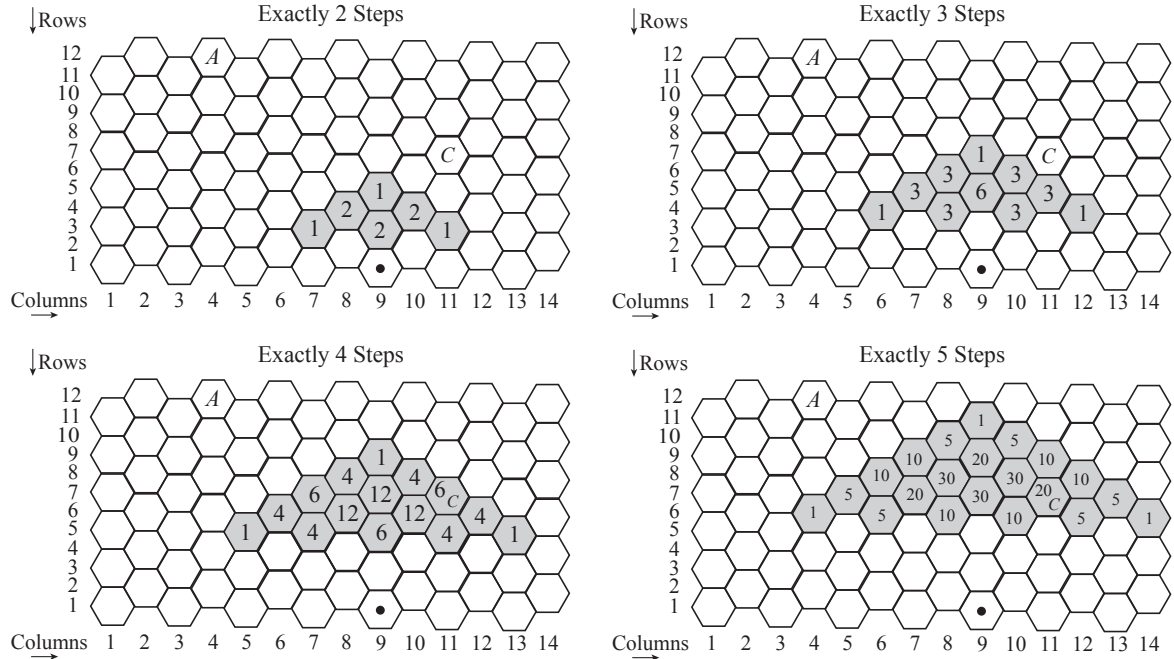 Exactly 2 Steps
Rows
12 A
11
10
9
8
7 C
6
5 1
4 2 2
3 1 2 1
2
1
Columns 1 2 3 4 5 6 7 8 9 10 11 12 13 14
Exactly 3 Steps
Rows
12 A
11
10
9
8
7 1 C
6 3 3
5 3 6 3
4 1 3 3 1
3
2
1
Columns 1 2 3 4 5 6 7 8 9 10 11 12 13 14
Exactly 4 Steps
Rows
12 A
11
10
9 1
8 4 4
7 6 12 6 C
6 4 12 12 4
5 1 4 6 4 1
4
3
2
1
Columns 1 2 3 4 5 6 7 8 9 10 11 12 13 14
Exactly 5 Steps
Rows
12 A
11 1
10 5 5
9 10 20 10
8 10 30 30 10
7 5 20 30 20 C 5
6 1 5 10 10 5 1
5
4
3
2
1
Columns 1 2 3 4 5 6 7 8 9 10 11 12 13 14